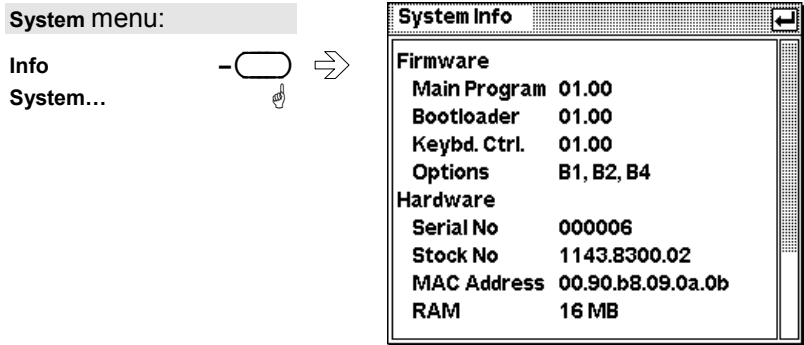 System menu:
Info
System…
System Info
Firmware
Main Program 01.00
Bootloader 01.00
Keybd. Ctrl. 01.00
Options B1, B2, B4
Hardware
Serial No 000006
Stock No 1143.8300.02
MAC Address 00.90.b8.09.0a.0b
RAM 16 MB